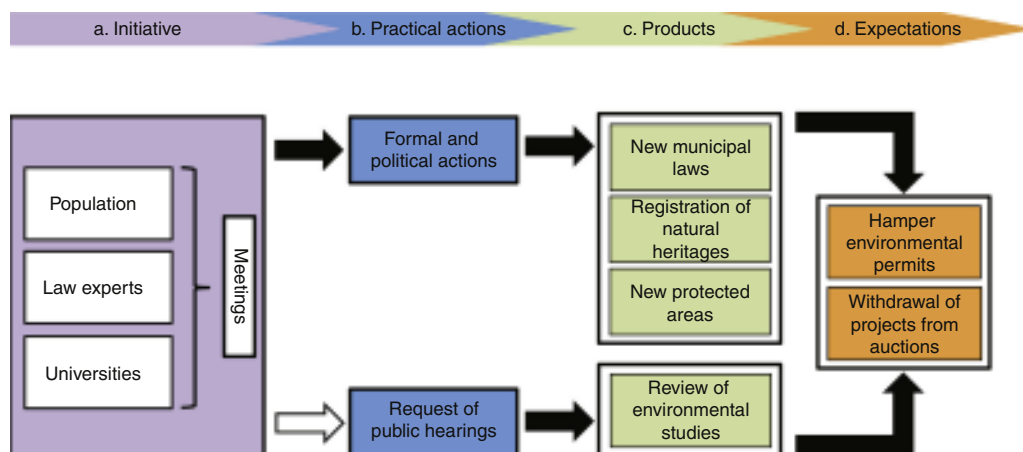 a. Initiative
b. Practical actions
c. Products
d. Expectations
Population
Law experts
Universities
Meetings
Formal and
political actions
Request of
public hearings
New municipal
laws
Registration of
natural
heritages
New protected
areas
Review of
environmental
studies
Hamper
environmental
permits
Withdrawal of
projects from
auctions